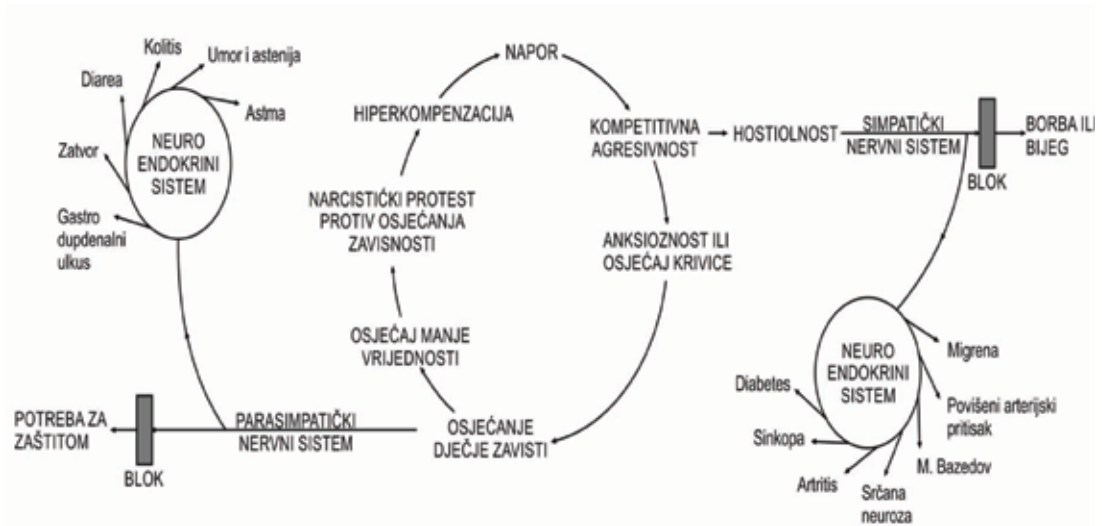 Kolitis
Umor i astenija
Diarea
Astma
Zatvor
NEURO
ENDOKRINI
SISTEM
Gastro
dupdenalni
ulkus
NAPOR
HIPERKOMPENZACIJA
KOMPETITIVNA
AGRESIVNOST
HOSTIOLNOST
SIMPATIČKI
NERVNI SISTEM
BLOK
BORBA ILI
BIJEG
NARCISTIĆKI PROTEST
PROTIV OSJEĆANJA
ZAVISNOSTI
ANKSIOZNOST ILI
OSJEĆAJ KRIVICE
OSJEĆAJ MANJE
VRIJEDNOSTI
OSJEĆANJE
DJEČJE ZAVISTI
PARASIMPATIČKI
NERVNI SISTEM
BLOK
POTREBA ZA
ZAŠTITOM
NEURO
ENDOKRINI
SISTEM
Migrena
Povišeni arterijski
pritisak
M. Bazedov
Srčana
neuroza
Artritis
Sinkopa
Diabetes